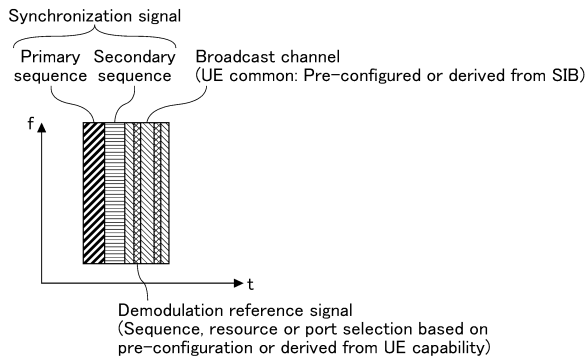 Synchronization signal
Primary sequence
Secondary sequence
Broadcast channel
(UE common: Pre-configured or derived from SIB)
f
t
Demodulation reference signal
(Sequence, resource or port selection based on
pre-configuration or derived from UE capability)